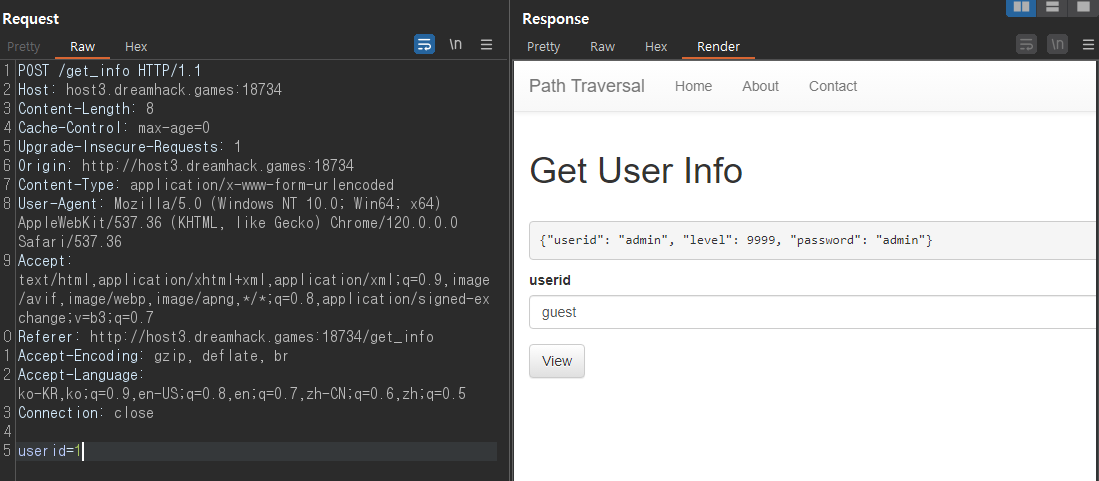 Request
Pretty Raw Hex \n
1 POST /get_info HTTP/1.1
2 Host: host3.dreamhack.games:18734
3 Content-Length: 8
4 Cache-Control: max-age=0
5 Upgrade-Insecure-Requests: 1
6 Origin: http://host3.dreamhack.games:18734
7 Content-Type: application/x-www-form-urlencoded
8 User-Agent: Mozilla/5.0 (Windows NT 10.0; Win64; x64)
AppleWebKit/537.36 (KHTML, like Gecko) Chrome/120.0.0.0
Safari/537.36
9 Accept:
text/html,application/xhtml+xml,application/xml;q=0.9,image
/avif,image/webp,image/apng,*/*;q=0.8,application/signed-ex
change;v=b3;q=0.7
0 Referer: http://host3.dreamhack.games:18734/get_info
1 Accept-Encoding: gzip, deflate, br
2 Accept-Language:
ko-KR,ko;q=0.9,en-US;q=0.8,en;q=0.7,zh-CN;q=0.6,zh;q=0.5
3 Connection: close
4
5 userid=1
Response
Pretty Raw Hex Render \n
Path Traversal Home About Contact
Get User Info
{"userid": "admin", "level": 9999, "password": "admin"}
userid
guest
View